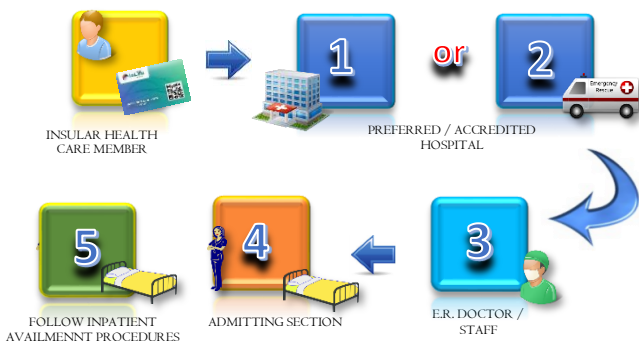 1
or
2
Emergency
Rescue
INSULAR HEALTH
CARE MEMBER
PREFERRED / ACCREDITED
HOSPITAL
5
4
3
FOLLOW INPATIENT
AVAILMENNT PROCEDURES
ADMITTING SECTION
E.R. DOCTOR /
STAFF